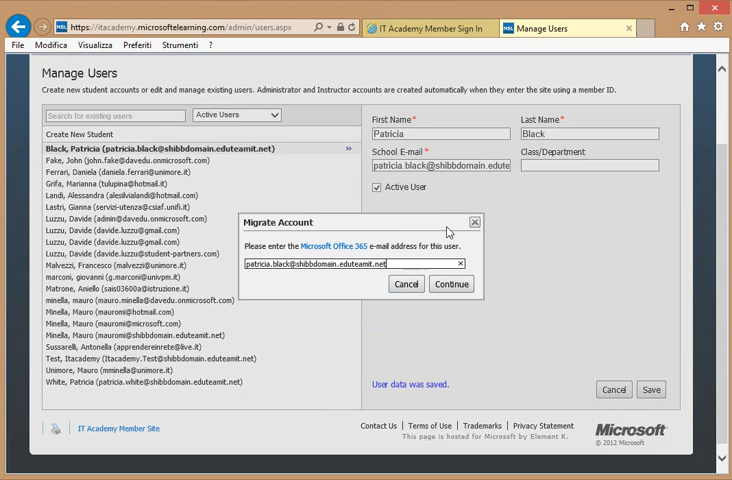 https://itacademy.microsoftelearning.com/admin/users.aspx
IT Academy Member Sign In
Manage Users
File Modifica Visualizza Preferiti Strumenti ?
Manage Users
Create new student accounts or edit and manage existing users. Administrator and Instructor accounts are created automatically when they enter the site using a member ID.
Search for existing users
Active Users
Create New Student
Black, Patricia (patricia.black@shibbdomain.eduteamit.net) »
Fake, John (john.fake@davedu.onmicrosoft.com)
Ferrari, Daniela (daniela.ferrari@unimore.it)
Grifa, Marianna (tulupina@hotmail.it)
Landi, Alessandra (alesilvialandi@hotmail.com)
Lastri, Gianna (servizi-utenza@csiaf.unifi.it)
Luzzu, Davide (admin@davedu.onmicrosoft.com)
Luzzu, Davide (davide.luzzu@gmail.com)
Luzzu, Davide (davide.luzzu@gmail.com)
Luzzu, Davide (davide.luzzu@student-partners.com)
Malvezzi, Francesco (malvezzi@unimore.it)
marconi, giovanni (g.marconi@univpm.it)
Matrone, Aniello (sais03600a@istruzione.it)
minella, mauro (mauro.minella@davedu.onmicrosoft.com)
Minella, Mauro (mauromi@hotmail.com)
Minella, Mauro (mauromi@microsoft.com)
Minella, Mauro (mauromi@shibbdomain.eduteamit.net)
Sussarelli, Antonella (apprendereinrete@live.it)
Test, Itacademy (Itacademy.Test@shibbdomain.eduteamit.net)
Unimore, Mauro (mminella@unimore.it)
White, Patricia (patricia.white@shibbdomain.eduteamit.net)
First Name*
Last Name*
Patricia
Black
School E-mail *
Class/Department
patricia.black@shibbdomain.edute
Active User
Migrate Account
Please enter the Microsoft Office 365 e-mail address for this user.
patricia.black@shibbdomain.eduteamit.net
Cancel Continue
User data was saved.
Cancel Save
IT Academy Member Site
Contact Us | Terms of Use | Trademarks | Privacy Statement
This page is hosted for Microsoft by Element K.
Microsoft
© 2012 Microsoft